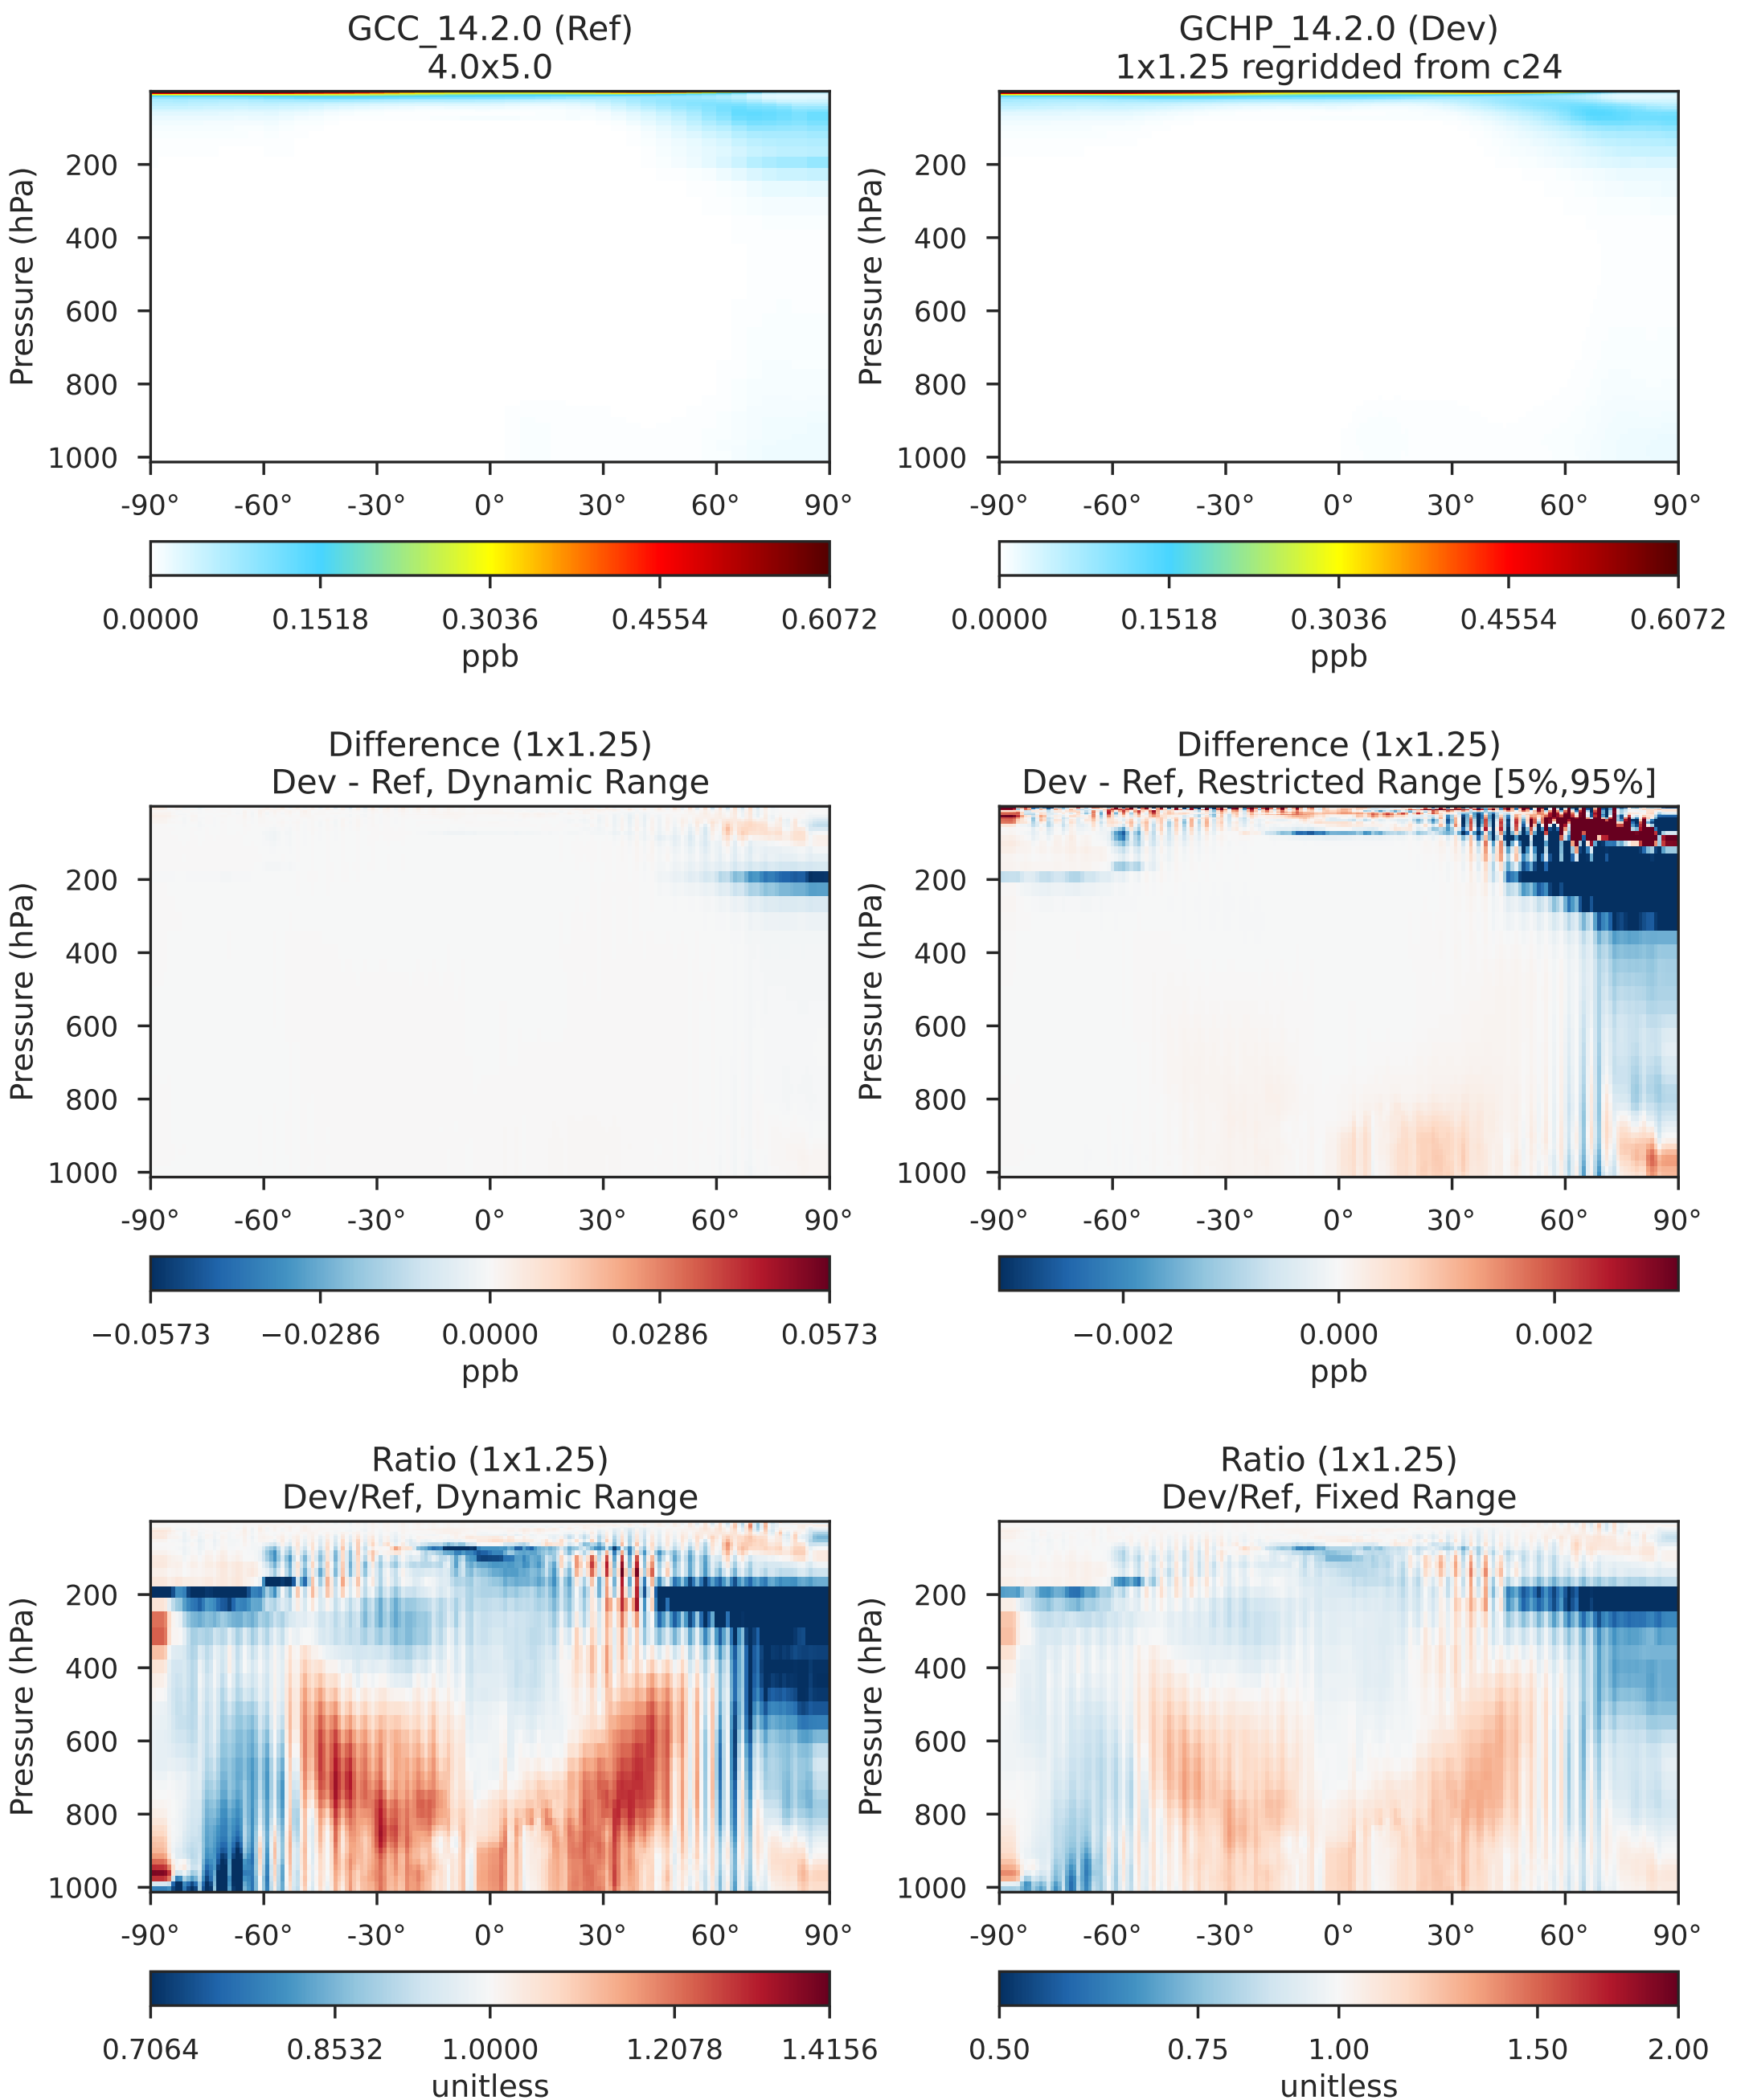 GCC_14.2.0 (Ref)
4.0x5.0
Pressure (hPa)
200
400
600
800
1000
-90° -60° -30° 0° 30° 60° 90°
0.0000 0.1518 0.3036 0.4554 0.6072
ppb
GCHP_14.2.0 (Dev)
1x1.25 regridded from c24
Pressure (hPa)
200
400
600
800
1000
-90° -60° -30° 0° 30° 60° 90°
0.0000 0.1518 0.3036 0.4554 0.6072
ppb
Difference (1x1.25)
Dev - Ref, Dynamic Range
Pressure (hPa)
200
400
600
800
1000
-90° -60° -30° 0° 30° 60° 90°
−0.0573 −0.0286 0.0000 0.0286 0.0573
ppb
Difference (1x1.25)
Dev - Ref, Restricted Range [5%,95%]
Pressure (hPa)
200
400
600
800
1000
-90° -60° -30° 0° 30° 60° 90°
−0.002 0.000 0.002
ppb
Ratio (1x1.25)
Dev/Ref, Dynamic Range
Pressure (hPa)
200
400
600
800
1000
-90° -60° -30° 0° 30° 60° 90°
0.7064 0.8532 1.0000 1.2078 1.4156
unitless
Ratio (1x1.25)
Dev/Ref, Fixed Range
Pressure (hPa)
200
400
600
800
1000
-90° -60° -30° 0° 30° 60° 90°
0.50 0.75 1.00 1.50 2.00
unitless